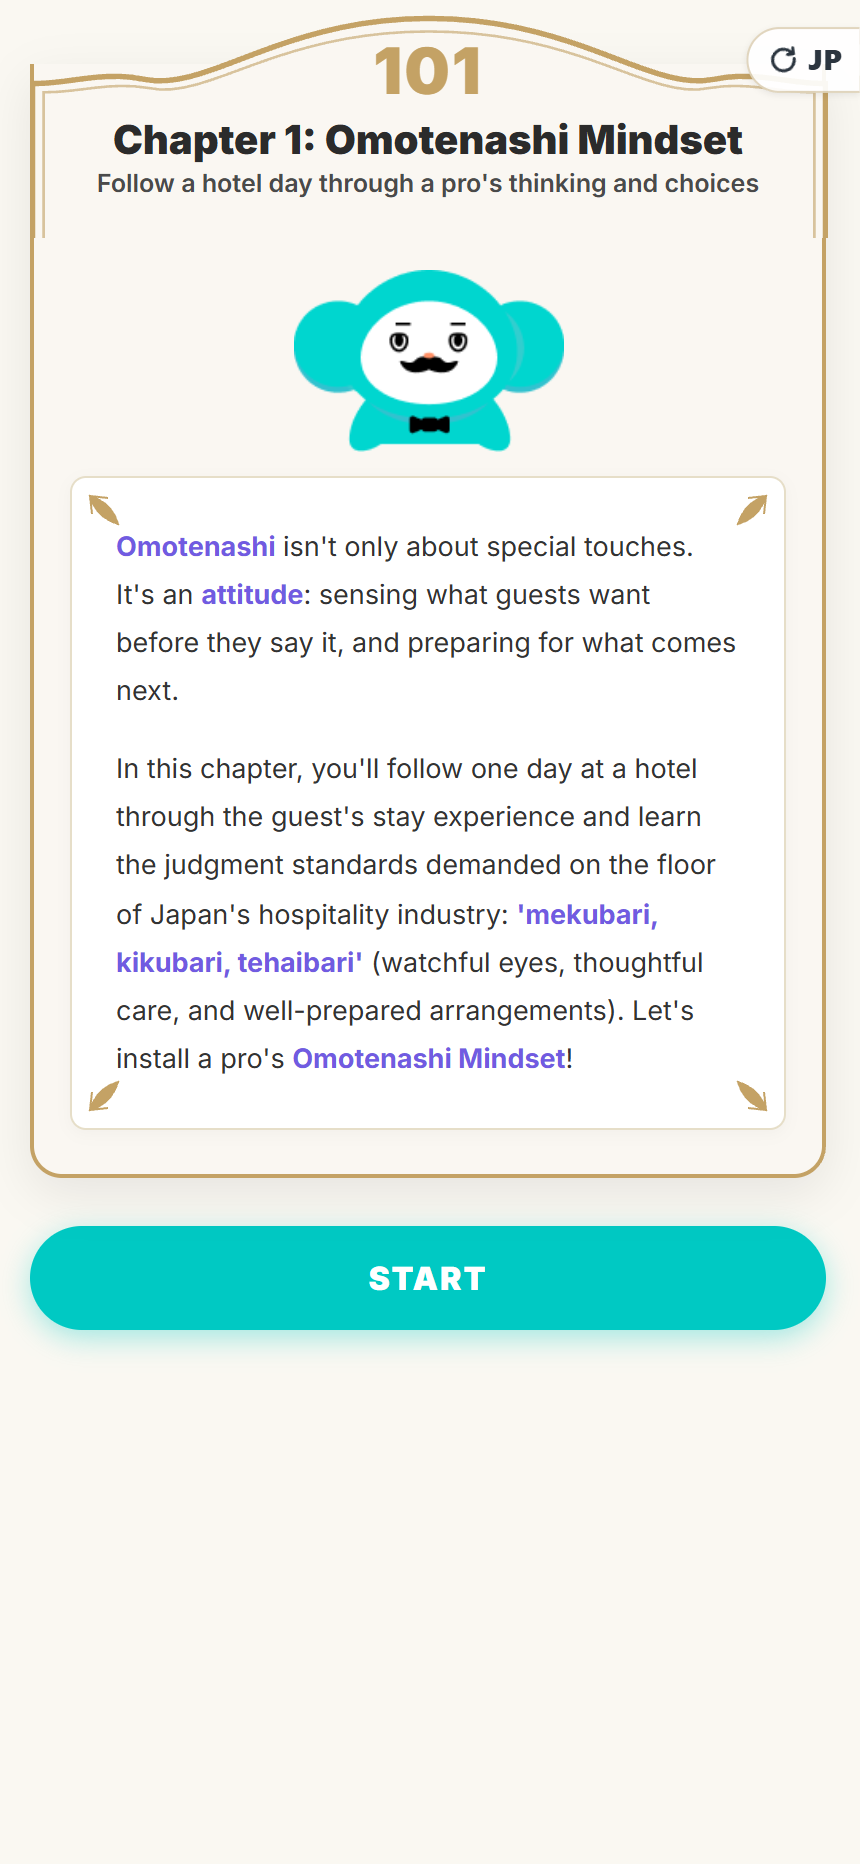 101
JP
Chapter 1: Omotenashi Mindset
Follow a hotel day through a pro's thinking and choices
Omotenashi isn't only about special touches.
It's an attitude: sensing what guests want
before they say it, and preparing for what comes
next.
In this chapter, you'll follow one day at a hotel
through the guest's stay experience and learn
the judgment standards demanded on the floor
of Japan's hospitality industry: 'mekubari,
kikubari, tehaibari' (watchful eyes, thoughtful
care, and well-prepared arrangements). Let's
install a pro's Omotenashi Mindset!
START